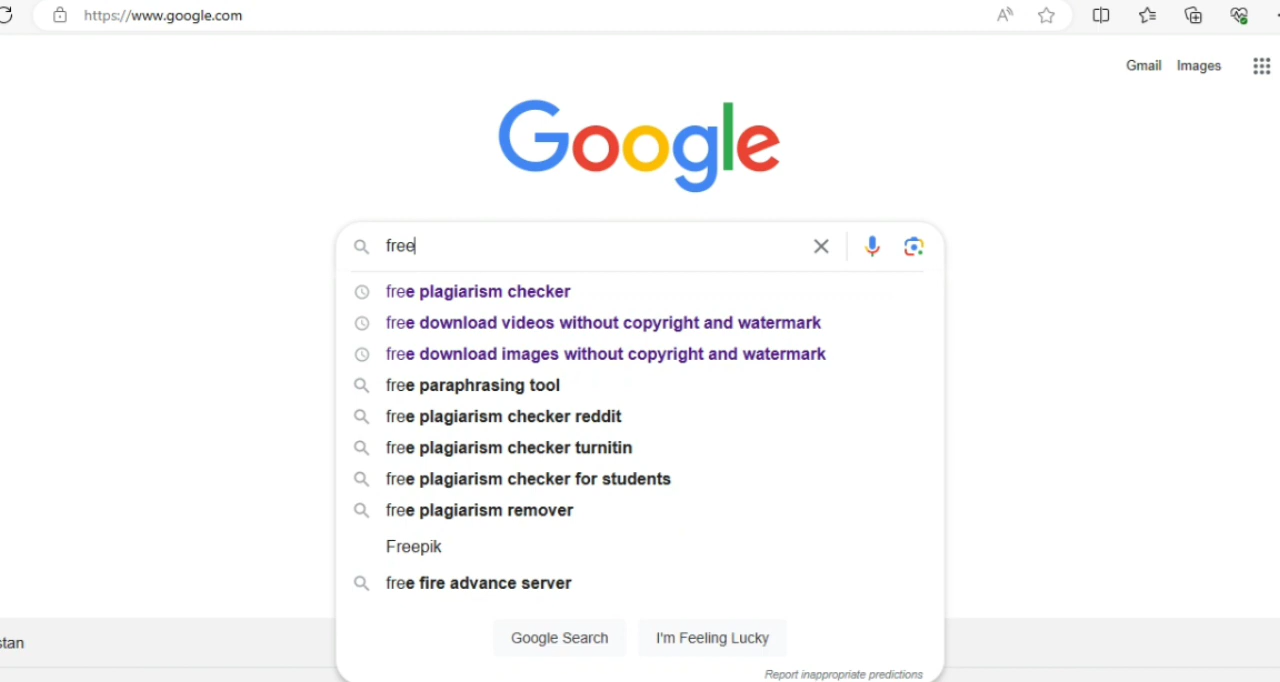 https://www.google.com
Gmail Images
Google
free
free plagiarism checker
free download videos without copyright and watermark
free download images without copyright and watermark
free paraphrasing tool
free plagiarism checker reddit
free plagiarism checker turnitin
free plagiarism checker for students
free plagiarism remover
Freepik
free fire advance server
stan
Google Search I'm Feeling Lucky
Report inappropriate predictions